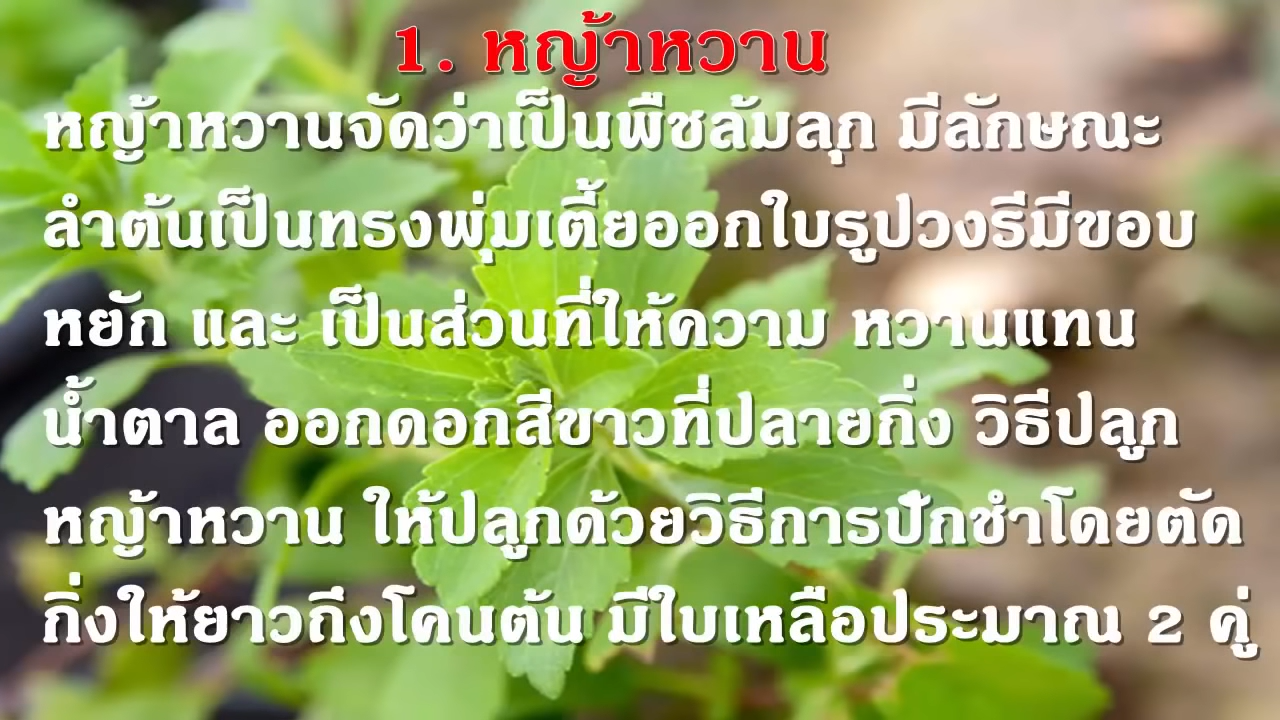 1. หญ้าหวาน
หญ้าหวานจัดว่าเป็นพืชล้มลุก มีลักษณะ
ลำต้นเป็นทรงพุ่มเตี้ยออกใบรูปวงรีมีขอบ
หยัก และ เป็นส่วนที่ให้ความ หวานแทน
น้ำตาล ออกดอกสีขาวที่ปลายกิ่ง วิธีปลูก
หญ้าหวาน ให้ปลูกด้วยวิธีการปักชำโดยตัด
กิ่งให้ยาวถึงโคนต้น มีใบเหลือประมาณ 2 คู่